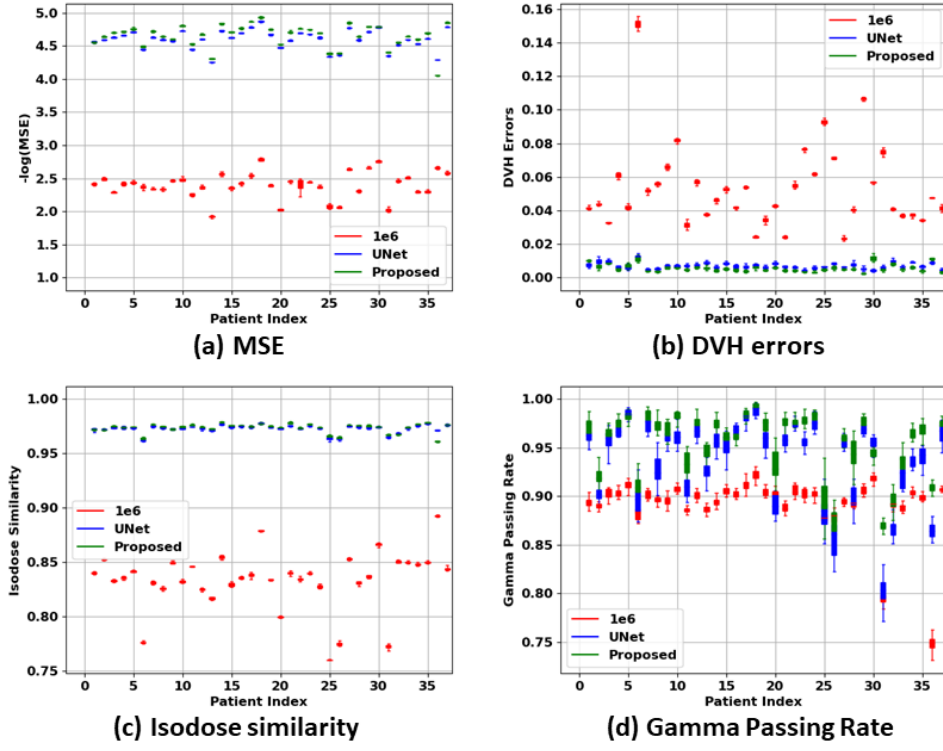 5.0
4.5
4.0
3.5
3.0
2.5
2.0
1.5
1.0
-log(MSE)
1e6
UNet
Proposed
0 5 10 15 20 25 30 35
Patient Index
(a) MSE
0.16
0.14
0.12
0.10
0.08
0.06
0.04
0.02
0.00
DVH Errors
1e6
UNet
Proposed
0 5 10 15 20 25 30 35
Patient Index
(b) DVH errors
1.00
0.95
0.90
0.85
0.80
0.75
Isodose Similarity
1e6
UNet
Proposed
0 5 10 15 20 25 30 35
Patient Index
(c) Isodose similarity
1.00
0.95
0.90
0.85
0.80
0.75
Gamma Passing Rate
1e6
UNet
Proposed
0 5 10 15 20 25 30 35
Patient Index
(d) Gamma Passing Rate